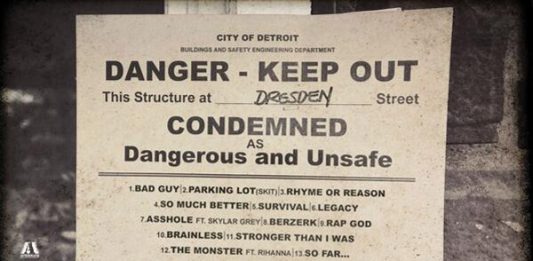 CITY OF DETROIT
BUILDINGS AND SAFETY ENGINEERING DEPARTMENT
DANGER - KEEP OUT
This Structure at DRESDEN Street
CONDEMNED
AS
Dangerous and Unsafe
1.BAD GUY|2.PARKING LOT(SKIT)|3.RHYME OR REASON
4.SO MUCH BETTER|5.SURVIVAL|6.LEGACY
7.ASSHOLE FT. SKYLAR GREY|8.BERZERK|9.RAP GOD
10.BRAINLESS|11.STRONGER THAN I WAS
12.THE MONSTER FT. RIHANNA|13.SO FAR...